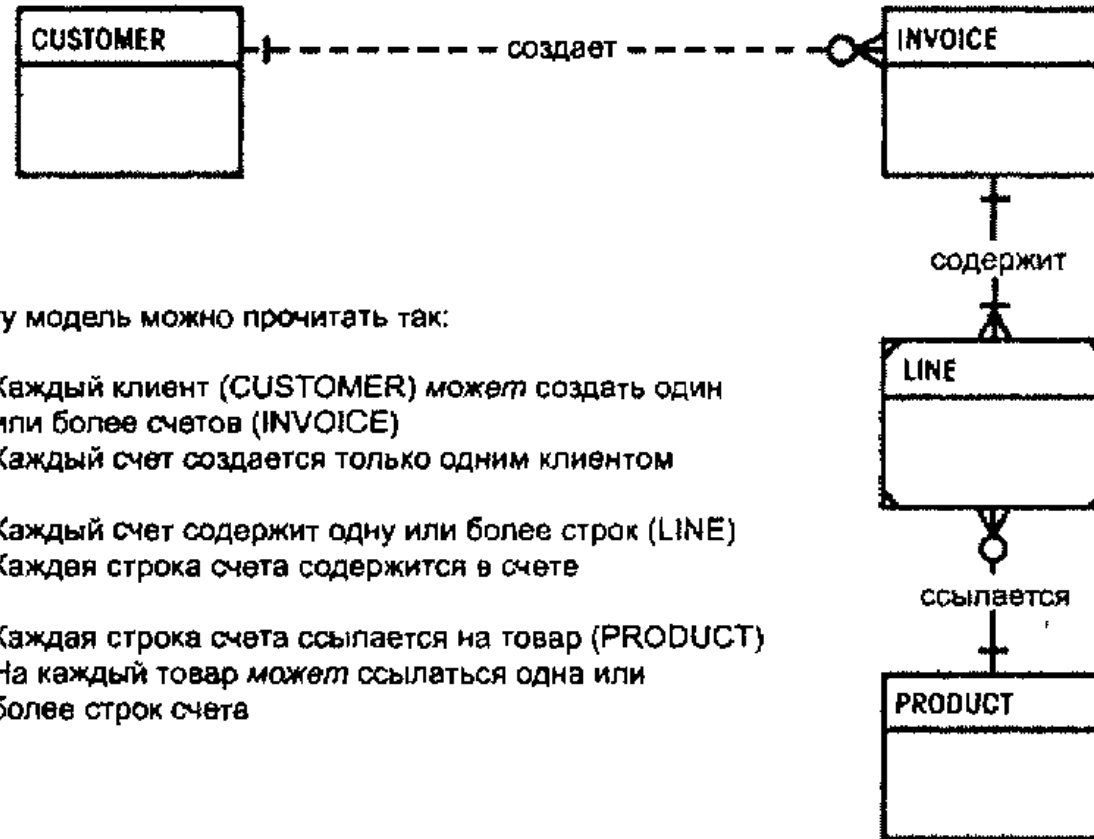 CUSTOMER
создает
INVOICE
содержит
у модель можно прочитать так:
Каждый клиент (CUSTOMER) может создать один
или более счетов (INVOICE)
Каждый счет создается только одним клиентом
LINE
Каждый счет содержит одну или более строк (LINE)
Каждая строка счета содержится в счете
ссылается
Каждая строка счета ссылается на товар (PRODUCT)
На каждый товар может ссылаться одна или
более строк счета
PRODUCT